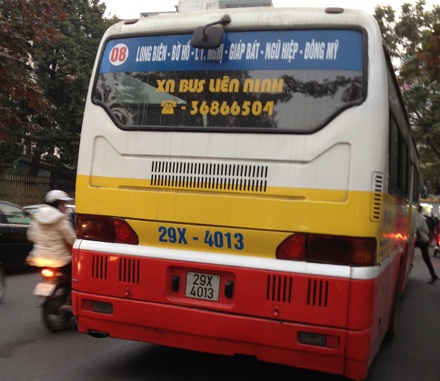 08 LONG BIÊN - BỜ HỒ - L.T. NGHỊ - GIÁP BÁT - NGŨ HIỆP - ĐÔNG MỸ
XN BUS LIÊN NINH
☎ - 36866504
29X - 4013
29X
4013